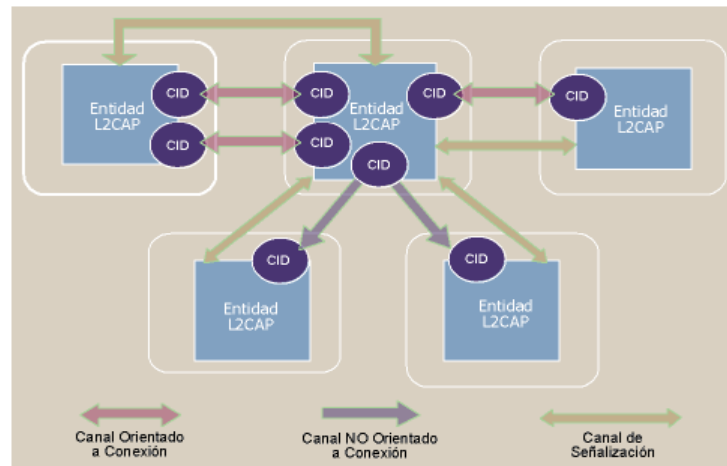 CID
CID
CID
CID
Entidad
L2CAP
Entidad
L2CAP
Entidad
L2CAP
CID
CID
CID
CID
CID
Entidad
L2CAP
Entidad
L2CAP
Canal Orientado
a Conexión
Canal NO Orientado
a Conexión
Canal de
Señalización